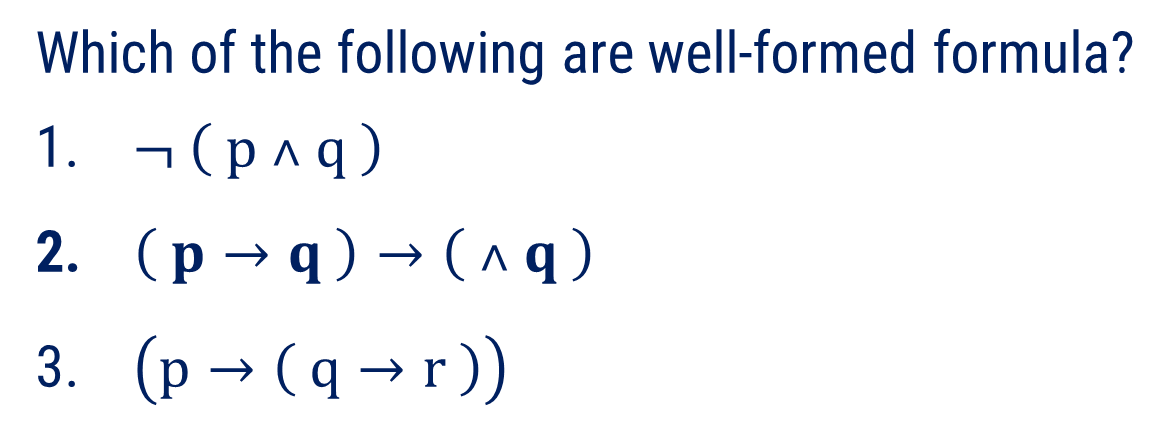 Which of the following are well-formed formula?
1. ¬ ( p ∧ q )
2. ( p → q ) → ( ∧ q )
3. (p → ( q → r ))